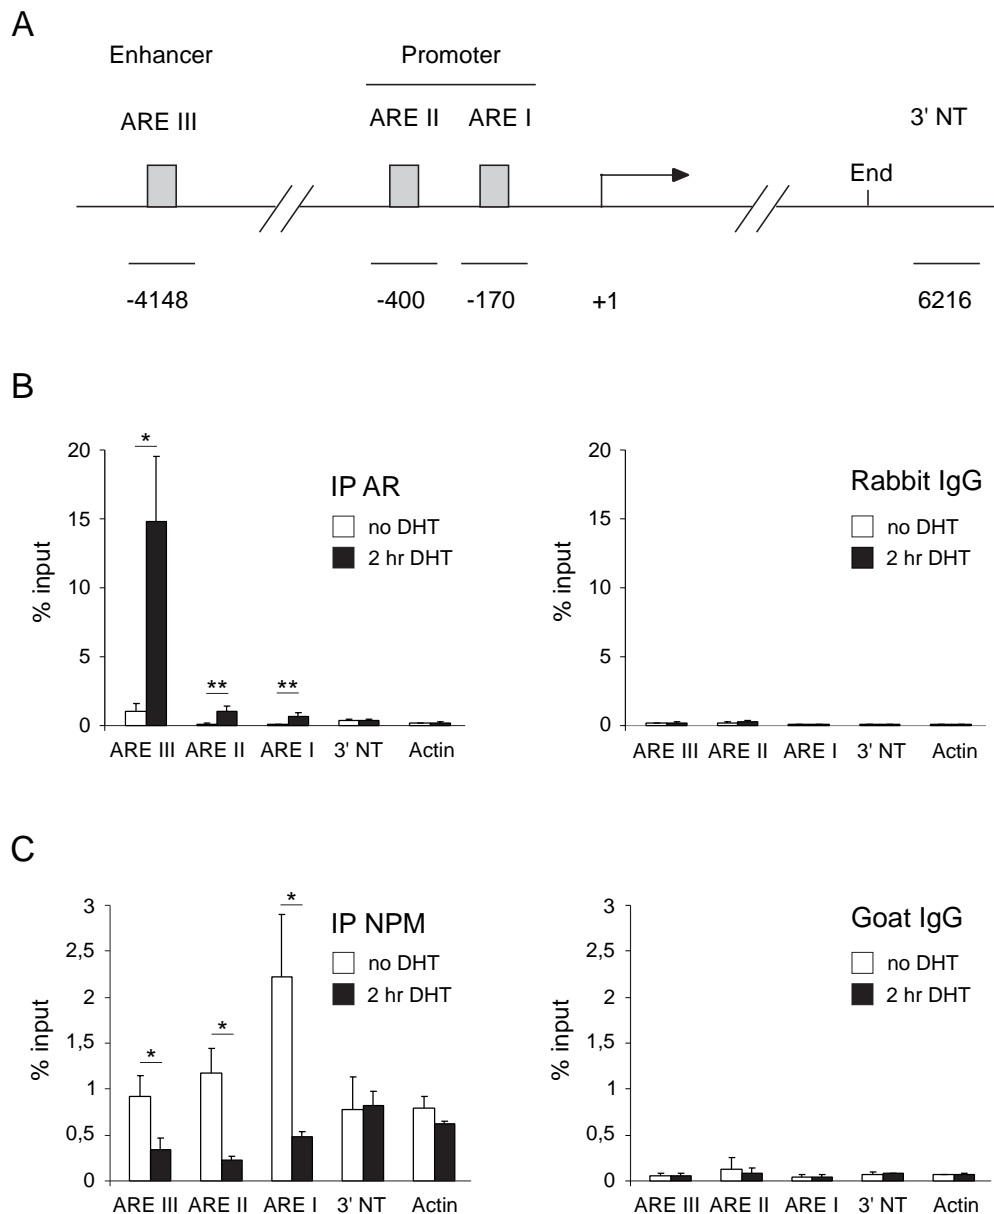 A
Enhancer Promoter
ARE III ARE II ARE I 3' NT
End
-4148 -400 -170 +1 6216
B
IP AR
no DHT
2 hr DHT
% input
20
15
10
5
0
*
**
**
ARE III ARE II ARE I 3' NT Actin
Rabbit IgG
no DHT
2 hr DHT
% input
20
15
10
5
0
ARE III ARE II ARE I 3' NT Actin
C
IP NPM
no DHT
2 hr DHT
% input
3
2,5
2
1,5
1
0,5
0
*
*
*
ARE III ARE II ARE I 3' NT Actin
Goat IgG
no DHT
2 hr DHT
% input
3
2,5
2
1,5
1
0,5
0
ARE III ARE II ARE I 3' NT Actin